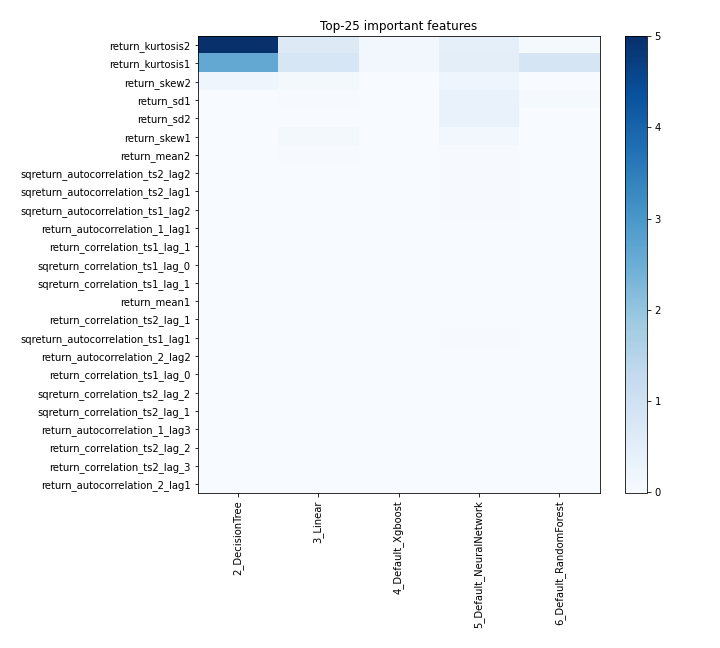 Top-25 important features
return_kurtosis2
return_kurtosis1
return_skew2
return_sd1
return_sd2
return_skew1
return_mean2
sqreturn_autocorrelation_ts2_lag2
sqreturn_autocorrelation_ts2_lag1
sqreturn_autocorrelation_ts1_lag2
return_autocorrelation_1_lag1
return_correlation_ts1_lag_1
sqreturn_correlation_ts1_lag_0
sqreturn_correlation_ts1_lag_1
return_mean1
return_correlation_ts2_lag_1
sqreturn_autocorrelation_ts1_lag1
return_autocorrelation_2_lag2
return_correlation_ts1_lag_0
sqreturn_correlation_ts2_lag_2
sqreturn_correlation_ts2_lag_1
return_autocorrelation_1_lag3
return_correlation_ts2_lag_2
return_correlation_ts2_lag_3
return_autocorrelation_2_lag1
2_DecisionTree
3_Linear
4_Default_Xgboost
5_Default_NeuralNetwork
6_Default_RandomForest
5
4
3
2
1
0